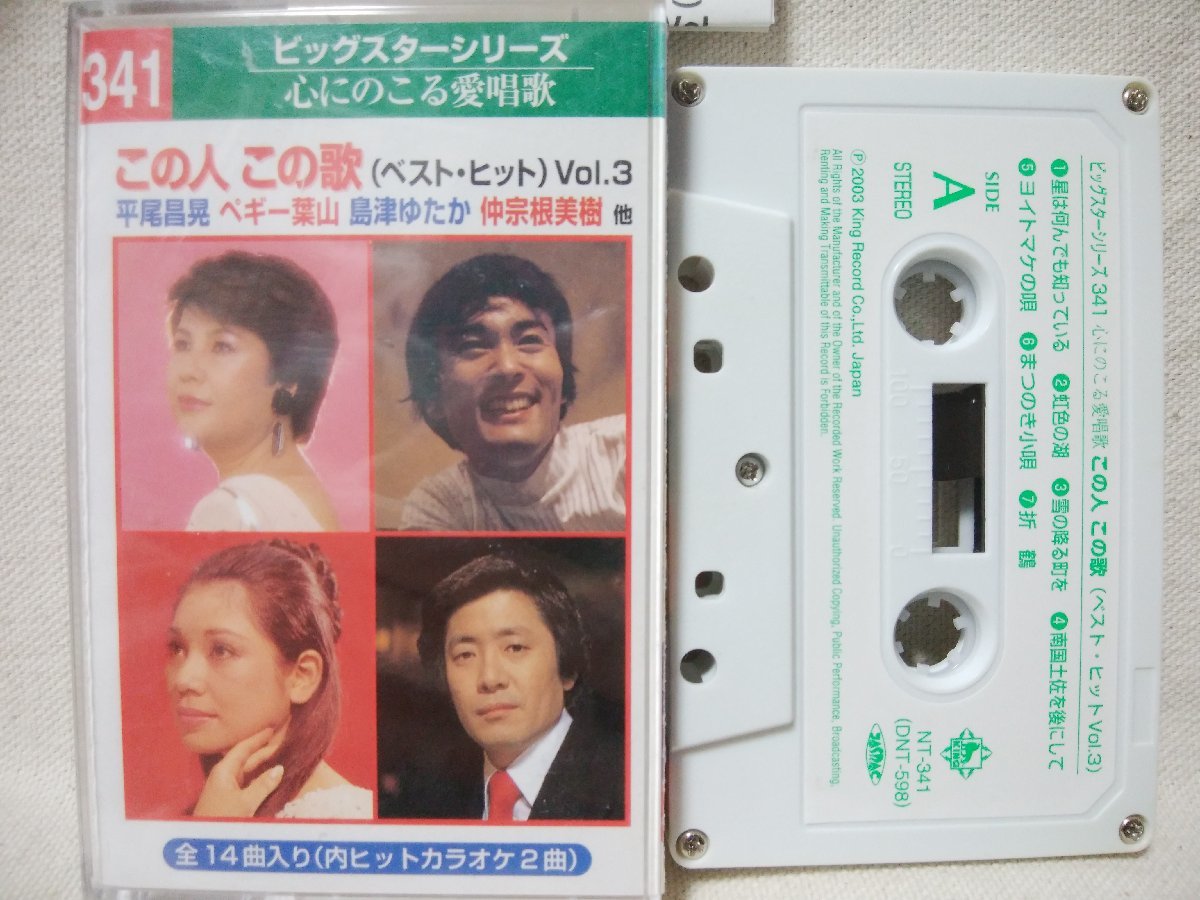 341
ビッグスターシリーズ
心にのこる愛唱歌
この人 この歌 (ベスト・ヒット) Vol.3
平尾昌晃 ペギー葉山 島津ゆたか 仲宗根美樹 他
全14曲入り(内ヒットカラオケ2曲)
Vol
ビッグスターシリーズ 341 心にのこる愛唱歌 この人 この歌 (ベスト・ヒット Vol.3)
❶星は何んでも知っている ❷虹色の湖 ❸雪の降る町を ❹南国土佐を後にして
❺ヨイトマケの唄 ❻まつのき小唄 ❼折 鶴
SIDE
A
STEREO
KING
NT-341
(DNT-598)
JASRAC
100 50 0
Ⓟ 2003 King Record Co.,Ltd. Japan
All Rights of the Manufacturer and of the Owner of the Recorded Work Reserved. Unauthorized Copying, Public Performance, Broadcasting,
Renting and Making Transmittable of this Record is Forbidden.